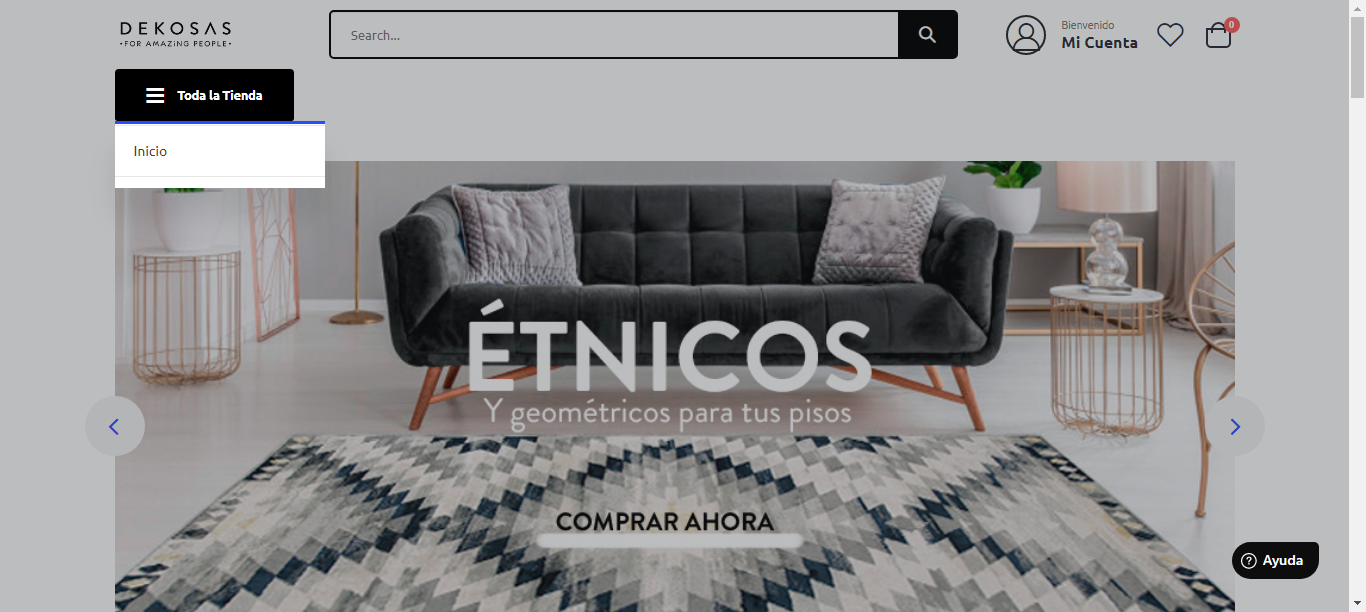 DEKOSAS
•FOR AMAZiNG PEOPLE•
Search...
Bienvenido
Mi Cuenta
0
Toda la Tienda
Inicio
ÉTNICOS
Y geométricos para tus pisos
COMPRAR AHORA
? Ayuda